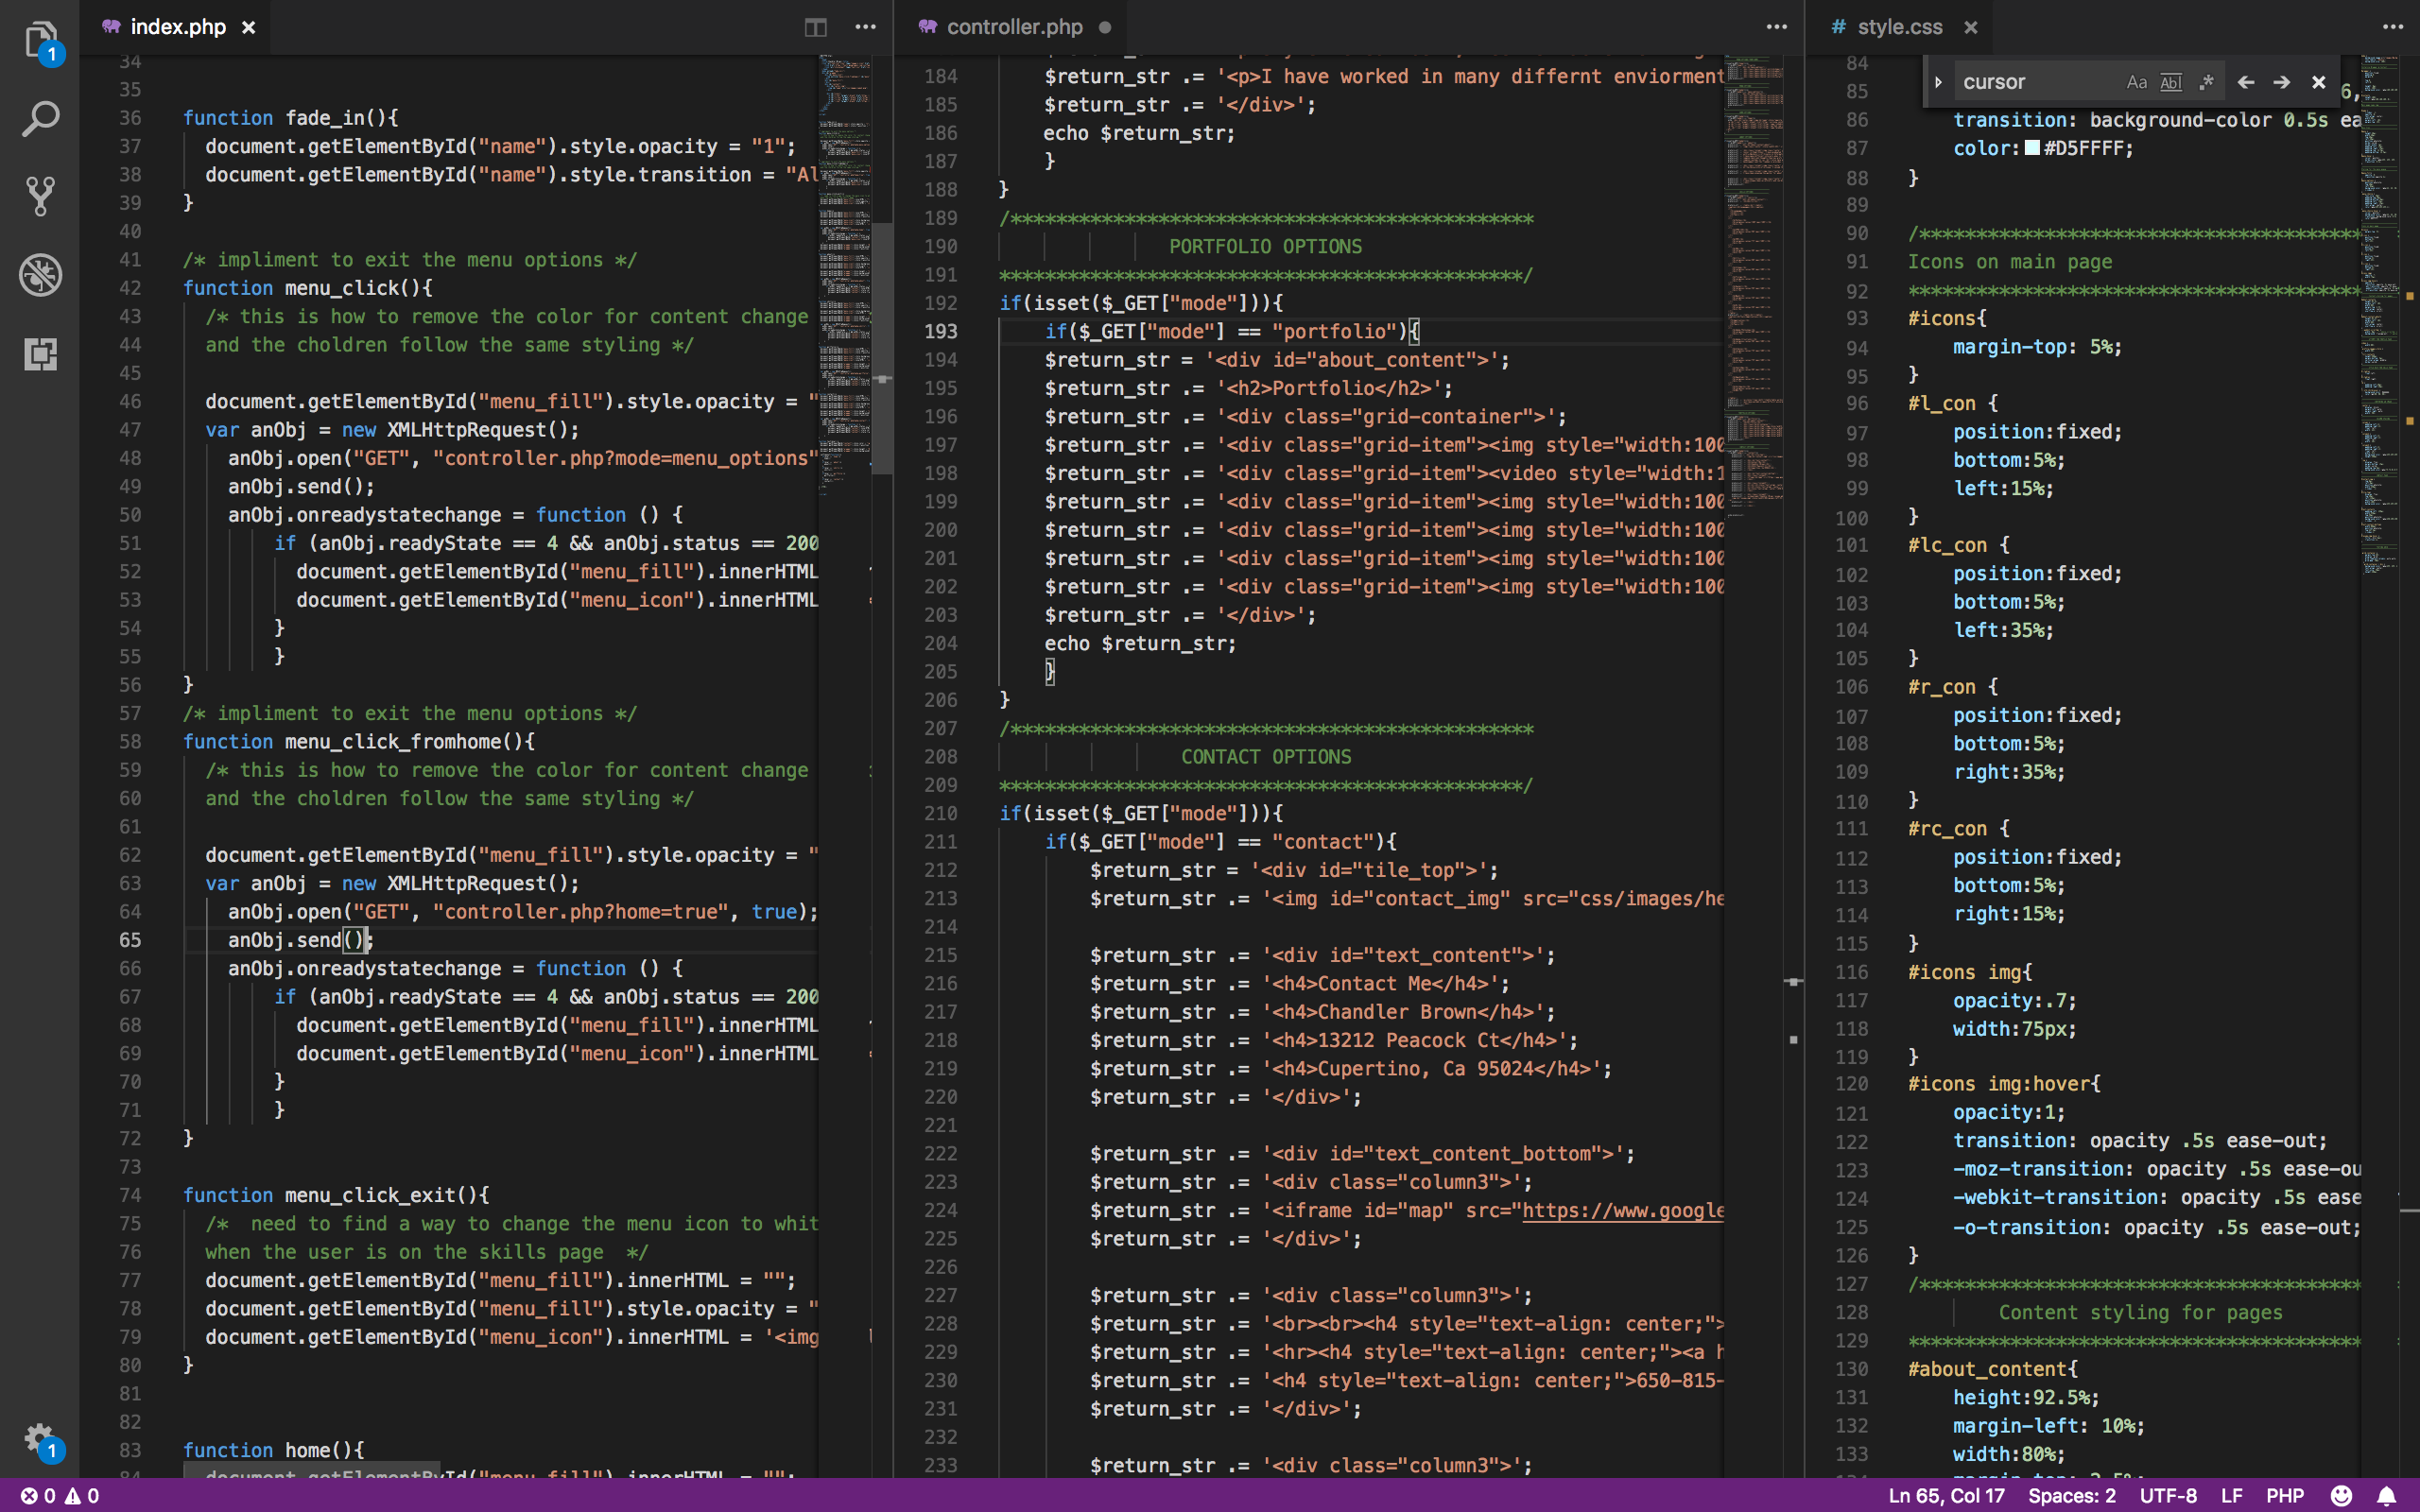 index.php
34
35
36 function fade_in(){
37 document.getElementById("name").style.opacity = "1";
38 document.getElementById("name").style.transition = "Al
39 }
40
41 /* impliment to exit the menu options */
42 function menu_click(){
43 /* this is how to remove the color for content change
44 and the choldren follow the same styling */
45
46 document.getElementById("menu_fill").style.opacity = "
47 var anObj = new XMLHttpRequest();
48 anObj.open("GET", "controller.php?mode=menu_options"
49 anObj.send();
50 anObj.onreadystatechange = function () {
51 if (anObj.readyState == 4 && anObj.status == 200
52 document.getElementById("menu_fill").innerHTML
53 document.getElementById("menu_icon").innerHTML
54 }
55 }
56 }
57 /* impliment to exit the menu options */
58 function menu_click_fromhome(){
59 /* this is how to remove the color for content change
60 and the choldren follow the same styling */
61
62 document.getElementById("menu_fill").style.opacity = "
63 var anObj = new XMLHttpRequest();
64 anObj.open("GET", "controller.php?home=true", true);
65 anObj.send();
66 anObj.onreadystatechange = function () {
67 if (anObj.readyState == 4 && anObj.status == 200
68 document.getElementById("menu_fill").innerHTML
69 document.getElementById("menu_icon").innerHTML
70 }
71 }
72 }
73
74 function menu_click_exit(){
75 /* need to find a way to change the menu icon to whit
76 when the user is on the skills page */
77 document.getElementById("menu_fill").innerHTML = "";
78 document.getElementById("menu_fill").style.opacity = "
79 document.getElementById("menu_icon").innerHTML = '<img
80 }
81
82
83 function home(){
84 document.getElementById("menu_fill").innerHTML = "";
controller.php
184 $return_str .= '<p>I have worked in many differnt enviorment
185 $return_str .= '</div>';
186 echo $return_str;
187 }
188 }
189 /**********************************************
190 PORTFOLIO OPTIONS
191 **********************************************/
192 if(isset($_GET["mode"])){
193 if($_GET["mode"] == "portfolio"){
194 $return_str = '<div id="about_content">';
195 $return_str .= '<h2>Portfolio</h2>';
196 $return_str .= '<div class="grid-container">';
197 $return_str .= '<div class="grid-item"><img style="width:100
198 $return_str .= '<div class="grid-item"><video style="width:1
199 $return_str .= '<div class="grid-item"><img style="width:100
200 $return_str .= '<div class="grid-item"><img style="width:100
201 $return_str .= '<div class="grid-item"><img style="width:100
202 $return_str .= '<div class="grid-item"><img style="width:100
203 $return_str .= '</div>';
204 echo $return_str;
205 }
206 }
207 /**********************************************
208 CONTACT OPTIONS
209 **********************************************/
210 if(isset($_GET["mode"])){
211 if($_GET["mode"] == "contact"){
212 $return_str = '<div id="tile_top">';
213 $return_str .= '<img id="contact_img" src="css/images/he
214
215 $return_str .= '<div id="text_content">';
216 $return_str .= '<h4>Contact Me</h4>';
217 $return_str .= '<h4>Chandler Brown</h4>';
218 $return_str .= '<h4>13212 Peacock Ct</h4>';
219 $return_str .= '<h4>Cupertino, Ca 95024</h4>';
220 $return_str .= '</div>';
221
222 $return_str .= '<div id="text_content_bottom">';
223 $return_str .= '<div class="column3">';
224 $return_str .= '<iframe id="map" src="https://www.google
225 $return_str .= '</div>';
226
227 $return_str .= '<div class="column3">';
228 $return_str .= '<br><br><h4 style="text-align: center;">
229 $return_str .= '<hr><h4 style="text-align: center;"><a h
230 $return_str .= '<h4 style="text-align: center;">650-815-
231 $return_str .= '</div>';
232
233 $return_str .= '<div class="column3">';
# style.css
cursor Aa Abl .*
84
85 6,
86 transition: background-color 0.5s ea
87 color:#D5FFFF;
88 }
89
90 /****************************************
91 Icons on main page
92 ****************************************
93 #icons{
94 margin-top: 5%;
95 }
96 #l_con {
97 position:fixed;
98 bottom:5%;
99 left:15%;
100 }
101 #lc_con {
102 position:fixed;
103 bottom:5%;
104 left:35%;
105 }
106 #r_con {
107 position:fixed;
108 bottom:5%;
109 right:35%;
110 }
111 #rc_con {
112 position:fixed;
113 bottom:5%;
114 right:15%;
115 }
116 #icons img{
117 opacity:.7;
118 width:75px;
119 }
120 #icons img:hover{
121 opacity:1;
122 transition: opacity .5s ease-out;
123 -moz-transition: opacity .5s ease-ou
124 -webkit-transition: opacity .5s ease
125 -o-transition: opacity .5s ease-out;
126 }
127 /****************************************
128 Content styling for pages
129 ****************************************
130 #about_content{
131 height:92.5%;
132 margin-left: 10%;
133 width:80%;
1
1
0 0
Ln 65, Col 17 Spaces: 2 UTF-8 LF PHP